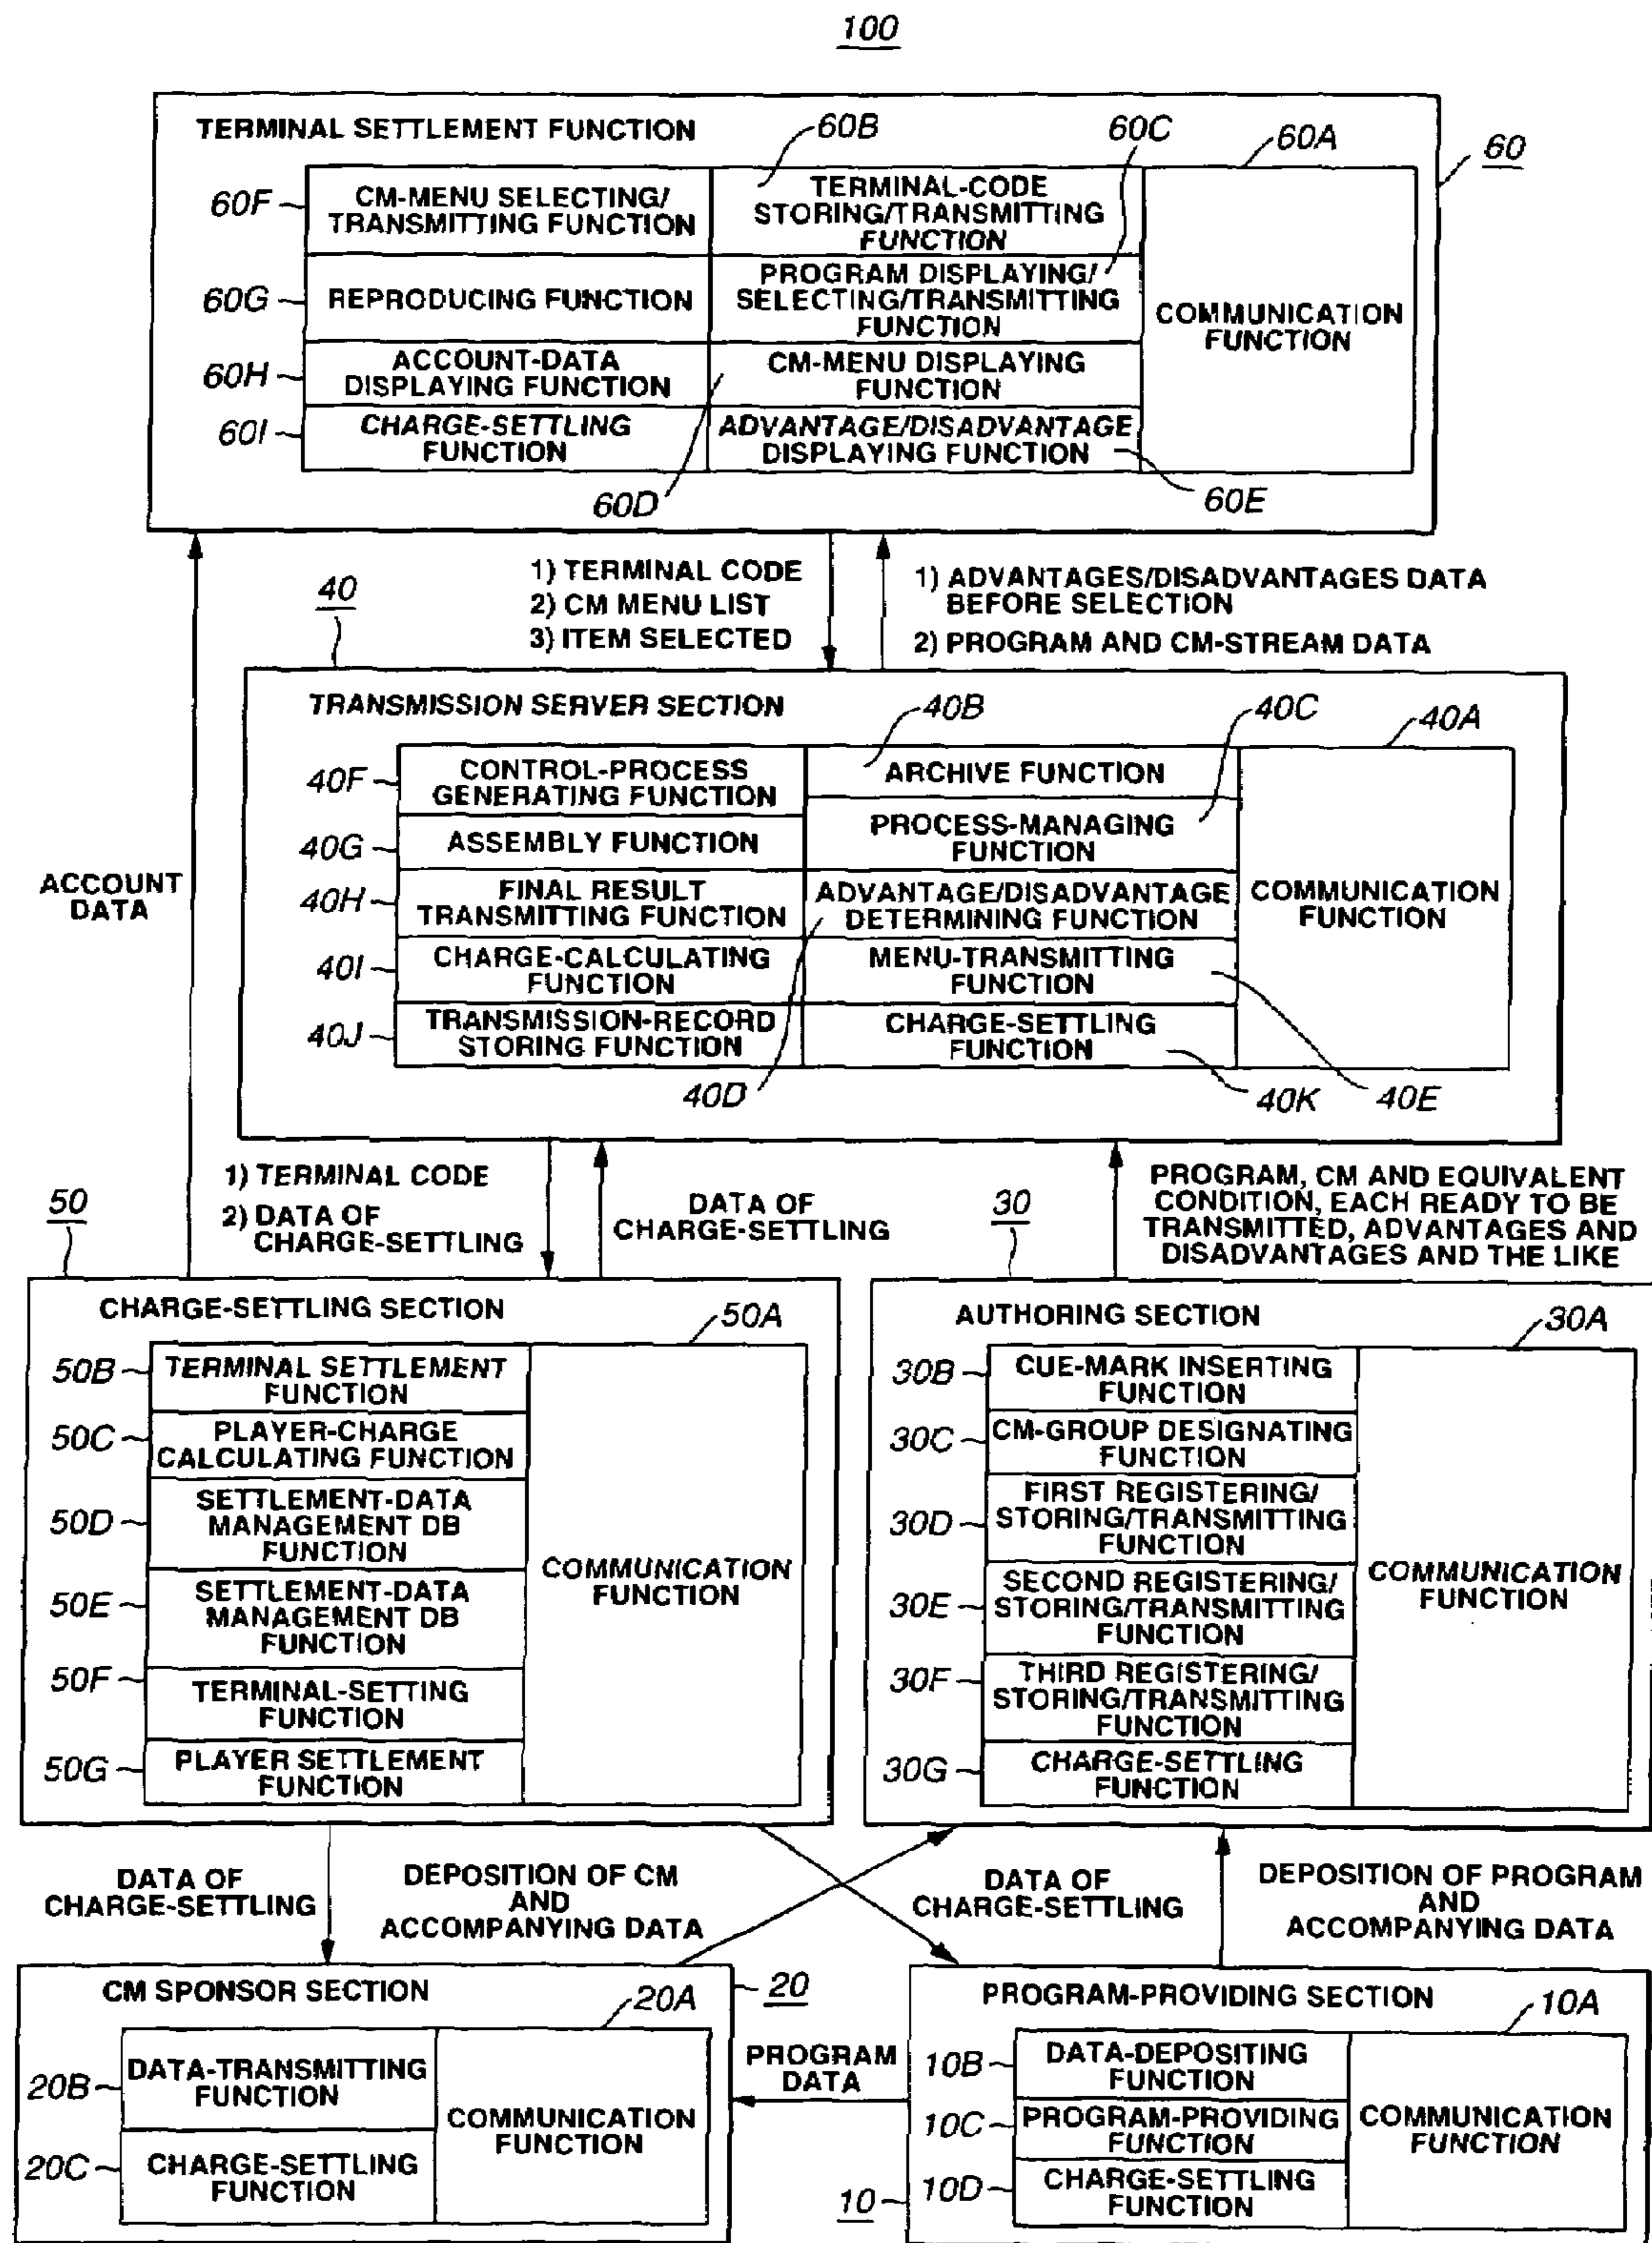 100
TERMINAL SETTLEMENT FUNCTION
60B
60C
60A
60
60F
CM-MENU SELECTING/
TRANSMITTING FUNCTION
TERMINAL-CODE
STORING/TRANSMITTING
FUNCTION
60G
REPRODUCING FUNCTION
PROGRAM DISPLAYING/
SELECTING/TRANSMITTING
FUNCTION
COMMUNICATION
FUNCTION
60H
ACCOUNT-DATA
DISPLAYING FUNCTION
CM-MENU DISPLAYING
FUNCTION
60I
CHARGE-SETTLING
FUNCTION
ADVANTAGE/DISADVANTAGE
DISPLAYING FUNCTION
60D
60E
1) TERMINAL CODE
2) CM MENU LIST
3) ITEM SELECTED
1) ADVANTAGES/DISADVANTAGES DATA
BEFORE SELECTION
2) PROGRAM AND CM-STREAM DATA
ACCOUNT
DATA
40
TRANSMISSION SERVER SECTION
40B
40C
40A
40F
CONTROL-PROCESS
GENERATING FUNCTION
ARCHIVE FUNCTION
40G
ASSEMBLY FUNCTION
PROCESS-MANAGING
FUNCTION
40H
FINAL RESULT
TRANSMITTING FUNCTION
ADVANTAGE/DISADVANTAGE
DETERMINING FUNCTION
COMMUNICATION
FUNCTION
40I
CHARGE-CALCULATING
FUNCTION
MENU-TRANSMITTING
FUNCTION
40J
TRANSMISSION-RECORD
STORING FUNCTION
CHARGE-SETTLING
FUNCTION
40D
40K
40E
1) TERMINAL CODE
2) DATA OF
CHARGE-SETTLING
DATA OF
CHARGE-SETTLING
PROGRAM, CM AND EQUIVALENT
CONDITION, EACH READY TO BE
TRANSMITTED, ADVANTAGES AND
DISADVANTAGES AND THE LIKE
50
CHARGE-SETTLING SECTION
50A
50B
TERMINAL SETTLEMENT
FUNCTION
50C
PLAYER-CHARGE
CALCULATING FUNCTION
50D
SETTLEMENT-DATA
MANAGEMENT DB
FUNCTION
50E
SETTLEMENT-DATA
MANAGEMENT DB
FUNCTION
50F
TERMINAL-SETTING
FUNCTION
50G
PLAYER SETTLEMENT
FUNCTION
COMMUNICATION
FUNCTION
30
AUTHORING SECTION
30A
30B
CUE-MARK INSERTING
FUNCTION
30C
CM-GROUP DESIGNATING
FUNCTION
30D
FIRST REGISTERING/
STORING/TRANSMITTING
FUNCTION
30E
SECOND REGISTERING/
STORING/TRANSMITTING
FUNCTION
30F
THIRD REGISTERING/
STORING/TRANSMITTING
FUNCTION
30G
CHARGE-SETTLING
FUNCTION
COMMUNICATION
FUNCTION
DATA OF
CHARGE-SETTLING
DEPOSITION OF CM
AND
ACCOMPANYING DATA
DATA OF
CHARGE-SETTLING
DEPOSITION OF PROGRAM
AND
ACCOMPANYING DATA
CM SPONSOR SECTION
20
20A
20B
DATA-TRANSMITTING
FUNCTION
20C
CHARGE-SETTLING
FUNCTION
COMMUNICATION
FUNCTION
PROGRAM
DATA
PROGRAM-PROVIDING SECTION
10A
10B
DATA-DEPOSITING
FUNCTION
10C
PROGRAM-PROVIDING
FUNCTION
10D
CHARGE-SETTLING
FUNCTION
COMMUNICATION
FUNCTION
10